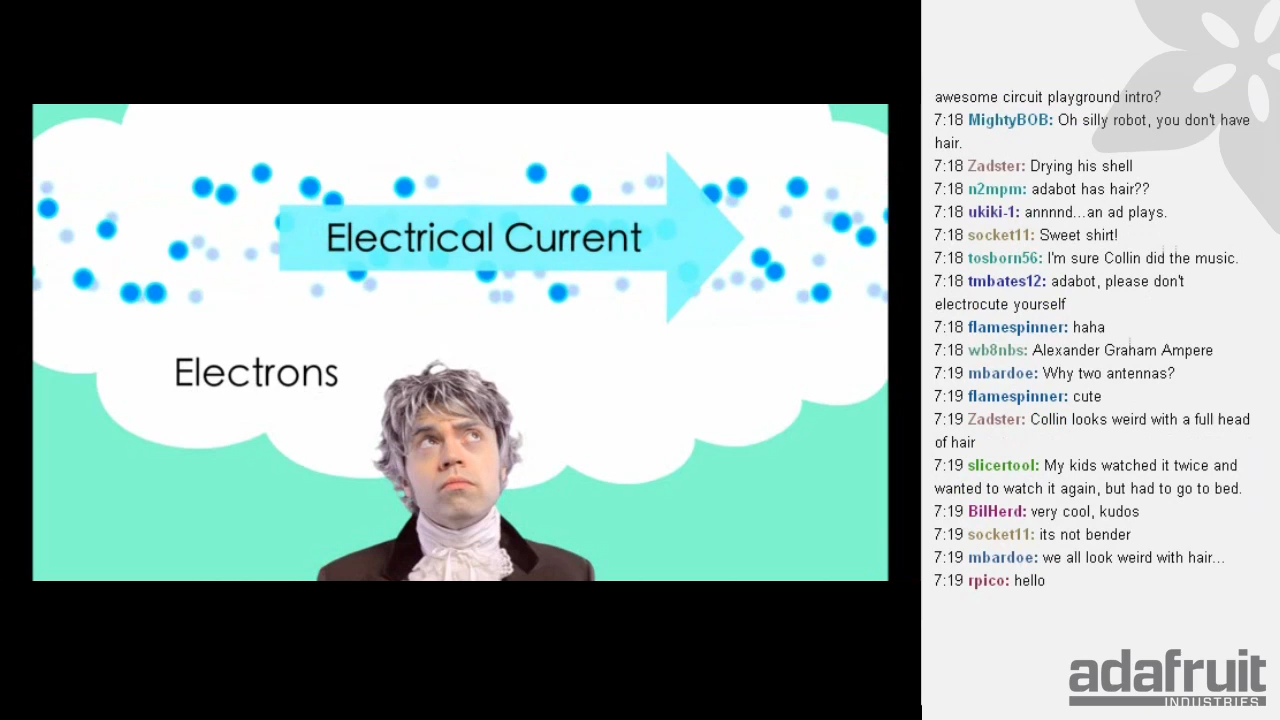 Electrical Current
Electrons
awesome circuit playground intro?
7:18 MightyBOB: Oh silly robot, you don't have
hair.
7:18 Zadster: Drying his shell
7:18 n2mpm: adabot has hair??
7:18 ukiki-1: annnnd...an ad plays.
7:18 socket11: Sweet shirt!
7:18 tosborn56: I'm sure Collin did the music.
7:18 tmbates12: adabot, please don't
electrocute yourself
7:18 flamespinner: haha
7:18 wb8nbs: Alexander Graham Ampere
7:19 mbardoe: Why two antennas?
7:19 flamespinner: cute
7:19 Zadster: Collin looks weird with a full head
of hair
7:19 slicertool: My kids watched it twice and
wanted to watch it again, but had to go to bed.
7:19 BilHerd: very cool, kudos
7:19 socket11: its not bender
7:19 mbardoe: we all look weird with hair...
7:19 rpico: hello
adafruit
INDUSTRIES